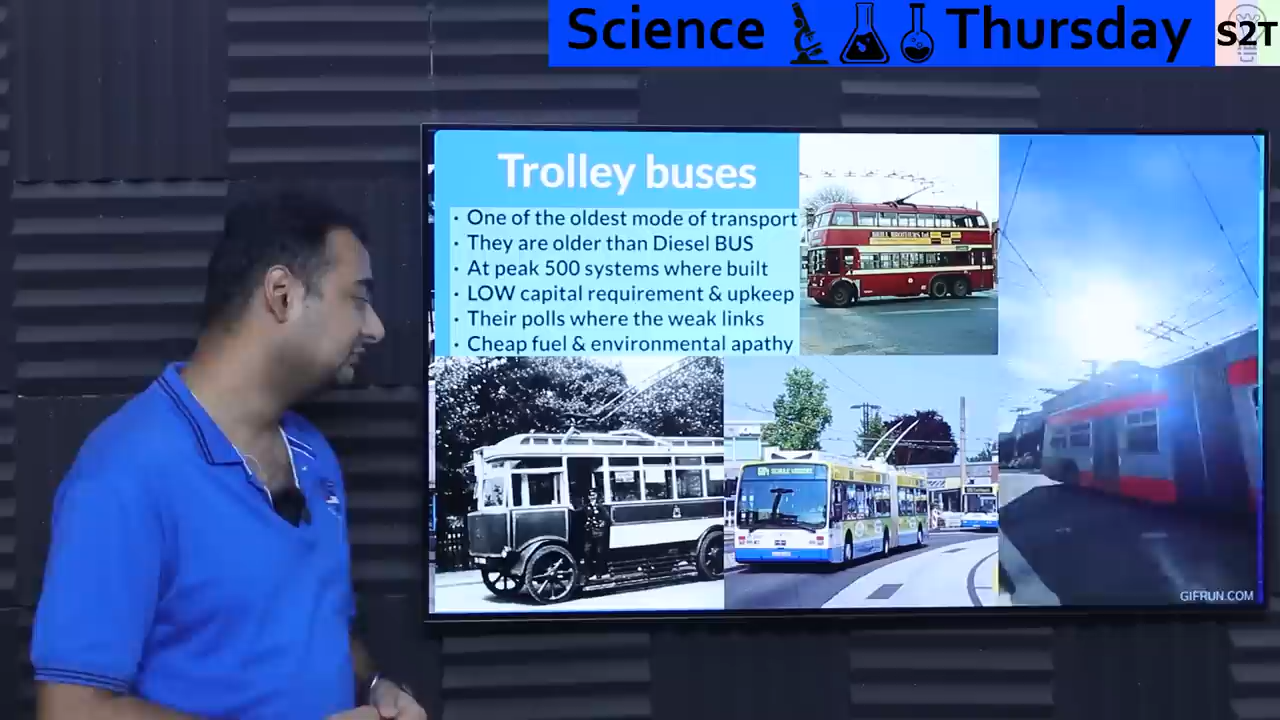 Science Thursday
S2T
Trolley buses
· One of the oldest mode of transport
· They are older than Diesel BUS
· At peak 500 systems where built
· LOW capital requirement & upkeep
· Their polls where the weak links
· Cheap fuel & environmental apathy
GIFRUN.COM